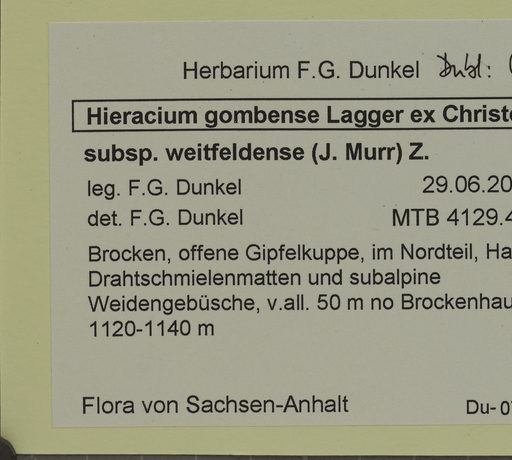 Herbarium F.G. Dunkel Dubl:
Hieracium gombense Lagger ex Christe
subsp. weitfeldense (J. Murr) Z.
leg. F.G. Dunkel 29.06.20
det. F.G. Dunkel MTB 4129.4
Brocken, offene Gipfelkuppe, im Nordteil, Ha
Drahtschmielenmatten und subalpine
Weidengebüsche, v.all. 50 m no Brockenhau
1120-1140 m
Flora von Sachsen-Anhalt Du- 0